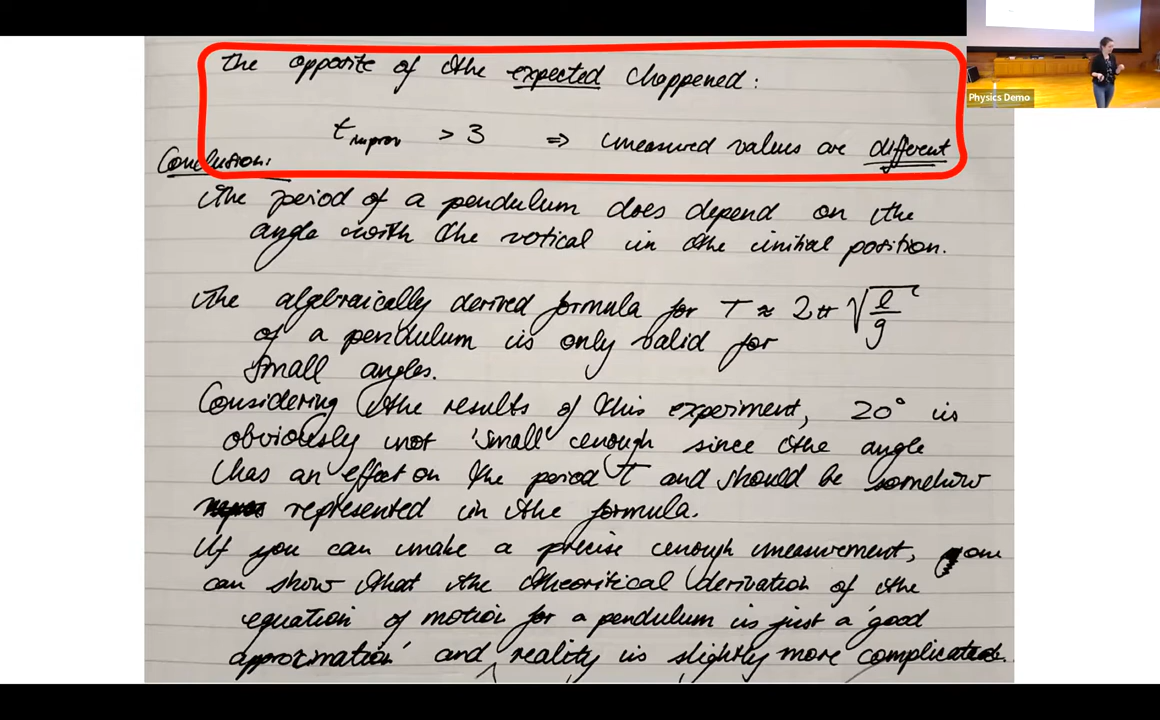 The opposite of the expected happened:
t improv > 3 ⇒ measured values are different
Conclusion:
The period of a pendulum does depend on the
angle with the vertical in the initial position.
The algebraically derived formula for T ≈ 2π √(l/g)
of a pendulum is only valid for
small angles.
Considering the results of this experiment, 20° is
obviously not 'small' enough since the angle
has an effect on the period T and should be somehow
represented in the formula.
If you can make a precise enough measurement, you
can show that the theoritical derivation of the
equation of motion for a pendulum is just a 'good
approximation' and reality is slightly more complicated.
Physics Demo